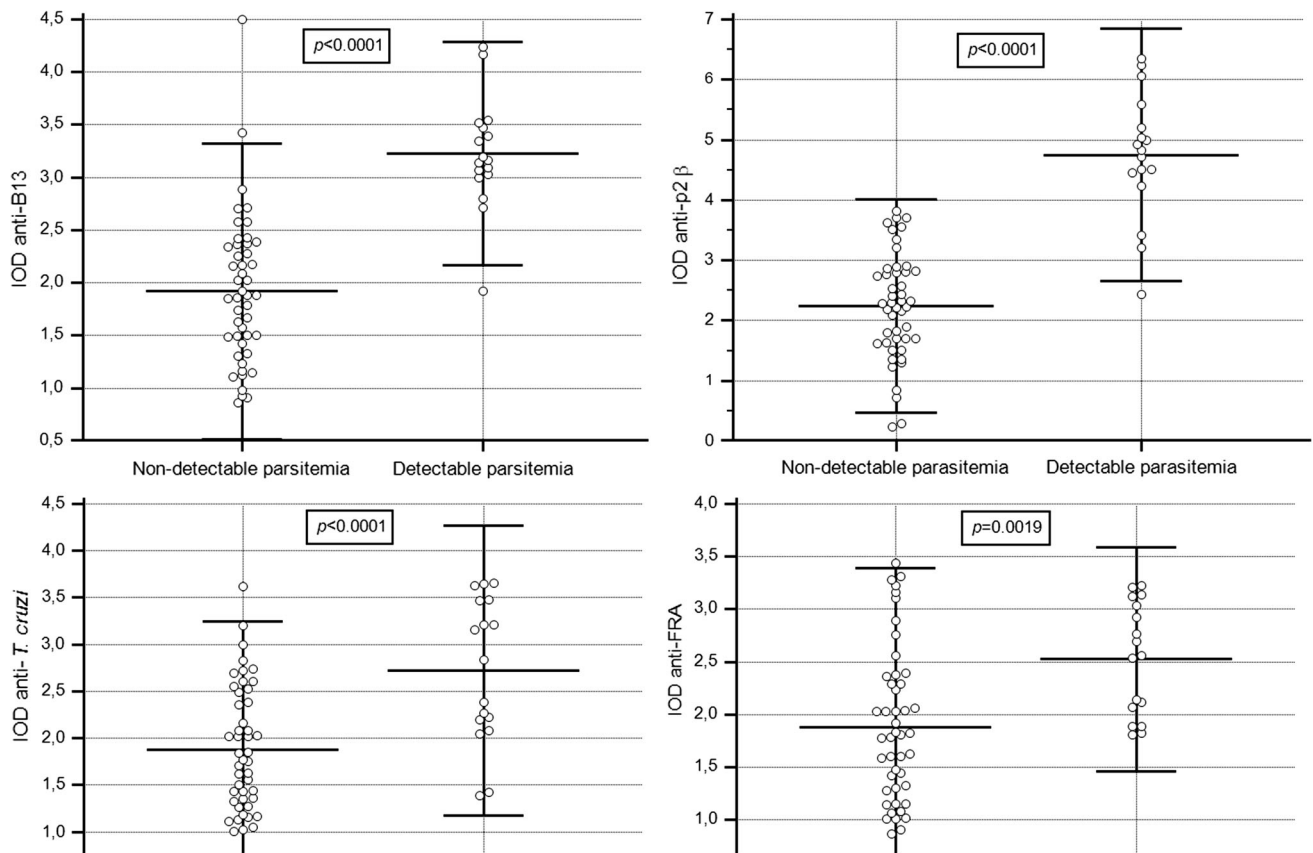 4,5
4,0
3,5
3,0
2,5
2,0
1,5
1,0
0,5
IOD anti-B13
p<0.0001
Non-detectable parsitemia
Detectable parsitemia
7
6
5
4
3
2
1
0
IOD anti-p2 β
p<0.0001
Non-detectable parasitemia
Detectable parasitemia
4,5
4,0
3,5
3,0
2,5
2,0
1,5
1,0
IOD anti- T. cruzi
p<0.0001
4,0
3,5
3,0
2,5
2,0
1,5
1,0
IOD anti-FRA
p=0.0019